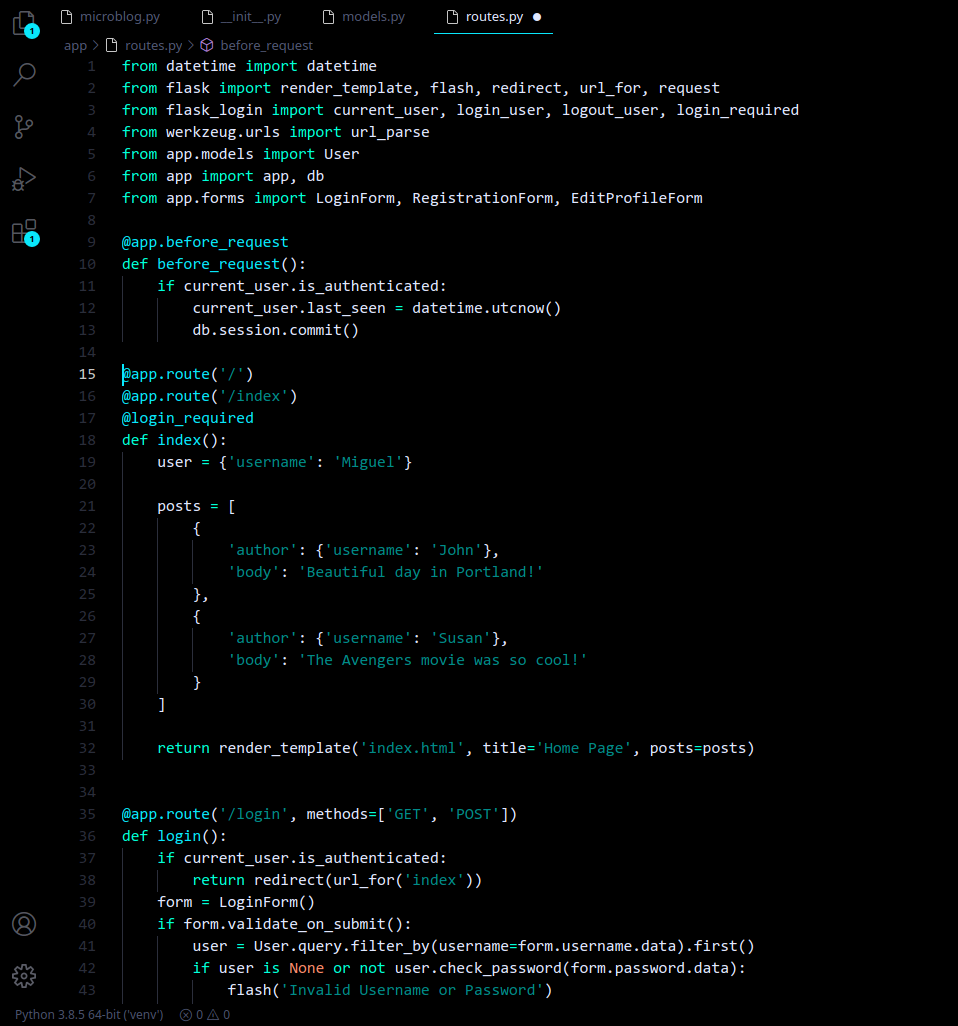 microblog.py __init__.py models.py routes.py
1
app > routes.py > before_request
1 from datetime import datetime
2 from flask import render_template, flash, redirect, url_for, request
3 from flask_login import current_user, login_user, logout_user, login_required
4 from werkzeug.urls import url_parse
5 from app.models import User
6 from app import app, db
7 from app.forms import LoginForm, RegistrationForm, EditProfileForm
8
1
9 @app.before_request
10 def before_request():
11     if current_user.is_authenticated:
12         current_user.last_seen = datetime.utcnow()
13         db.session.commit()
14
15 @app.route('/')
16 @app.route('/index')
17 @login_required
18 def index():
19     user = {'username': 'Miguel'}
20
21     posts = [
22         {
23             'author': {'username': 'John'},
24             'body': 'Beautiful day in Portland!'
25         },
26         {
27             'author': {'username': 'Susan'},
28             'body': 'The Avengers movie was so cool!'
29         }
30     ]
31
32     return render_template('index.html', title='Home Page', posts=posts)
33
34
35 @app.route('/login', methods=['GET', 'POST'])
36 def login():
37     if current_user.is_authenticated:
38         return redirect(url_for('index'))
39     form = LoginForm()
40     if form.validate_on_submit():
41         user = User.query.filter_by(username=form.username.data).first()
42         if user is None or not user.check_password(form.password.data):
43             flash('Invalid Username or Password')
Python 3.8.5 64-bit ('venv') 0 0